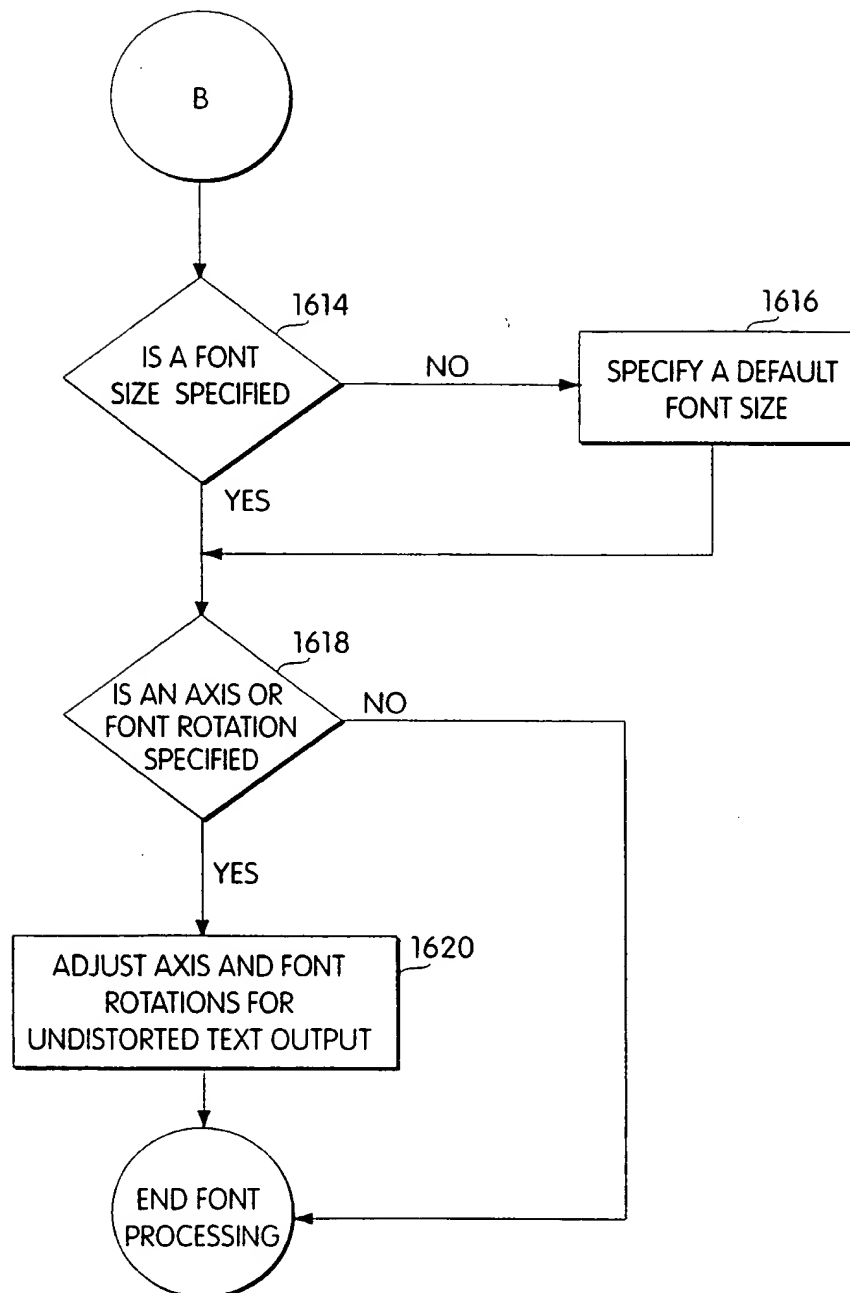 B
1614
IS A FONT
SIZE SPECIFIED
NO
1616
SPECIFY A DEFAULT
FONT SIZE
YES
1618
IS AN AXIS OR
FONT ROTATION
SPECIFIED
NO
YES
1620
ADJUST AXIS AND FONT
ROTATIONS FOR
UNDISTORTED TEXT OUTPUT
END FONT
PROCESSING